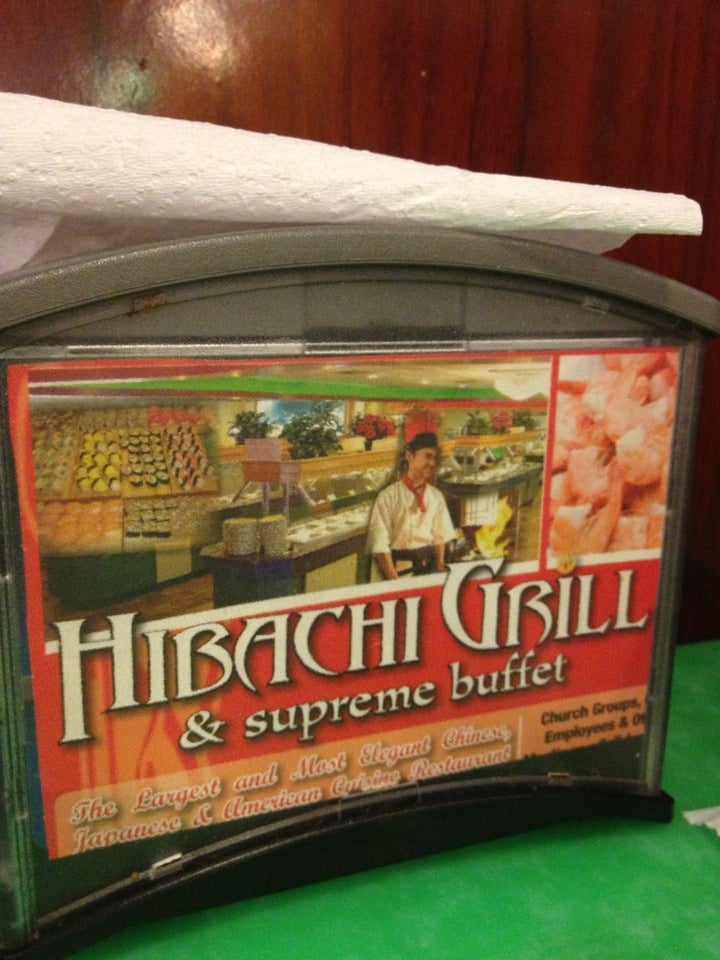 HIBACHI GRILL
& supreme buffet
The Largest and Most Elegant Chinese,
Japanese & American Cuisine Restaurant
Church Groups,
Employees &